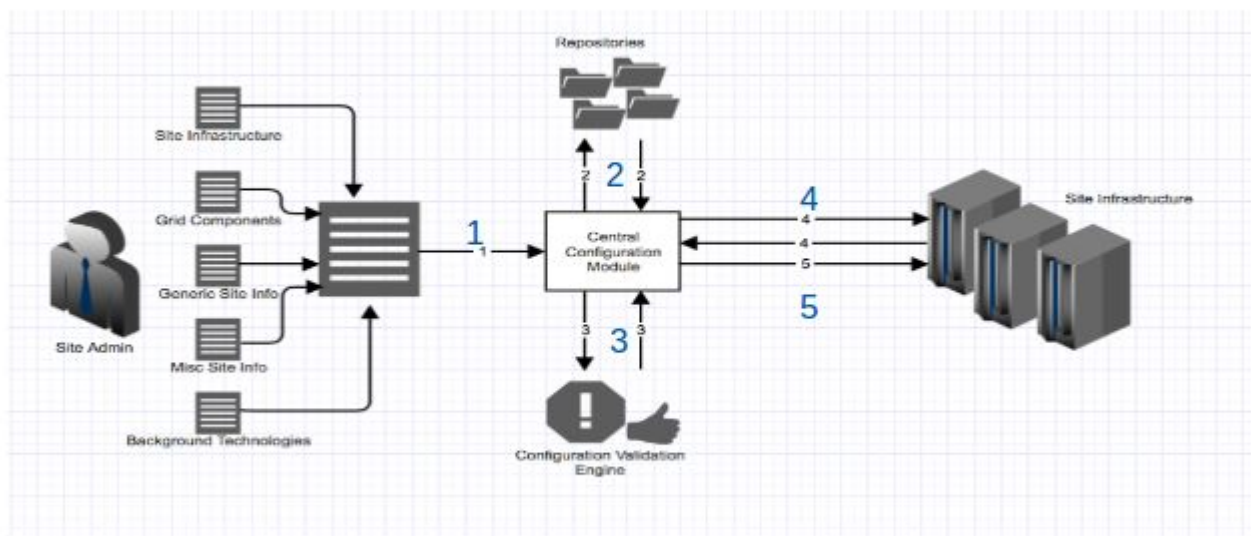 Repositories
Site Infrastructure
Grid Components
Generic Site Info
Misc Site Info
Background Technologies
Site Admin
1
1
2
2
2
Central
Configuration
Module
3
3
3
Configuration Validation
Engine
4
4
4
5
5
Site Infrastructure